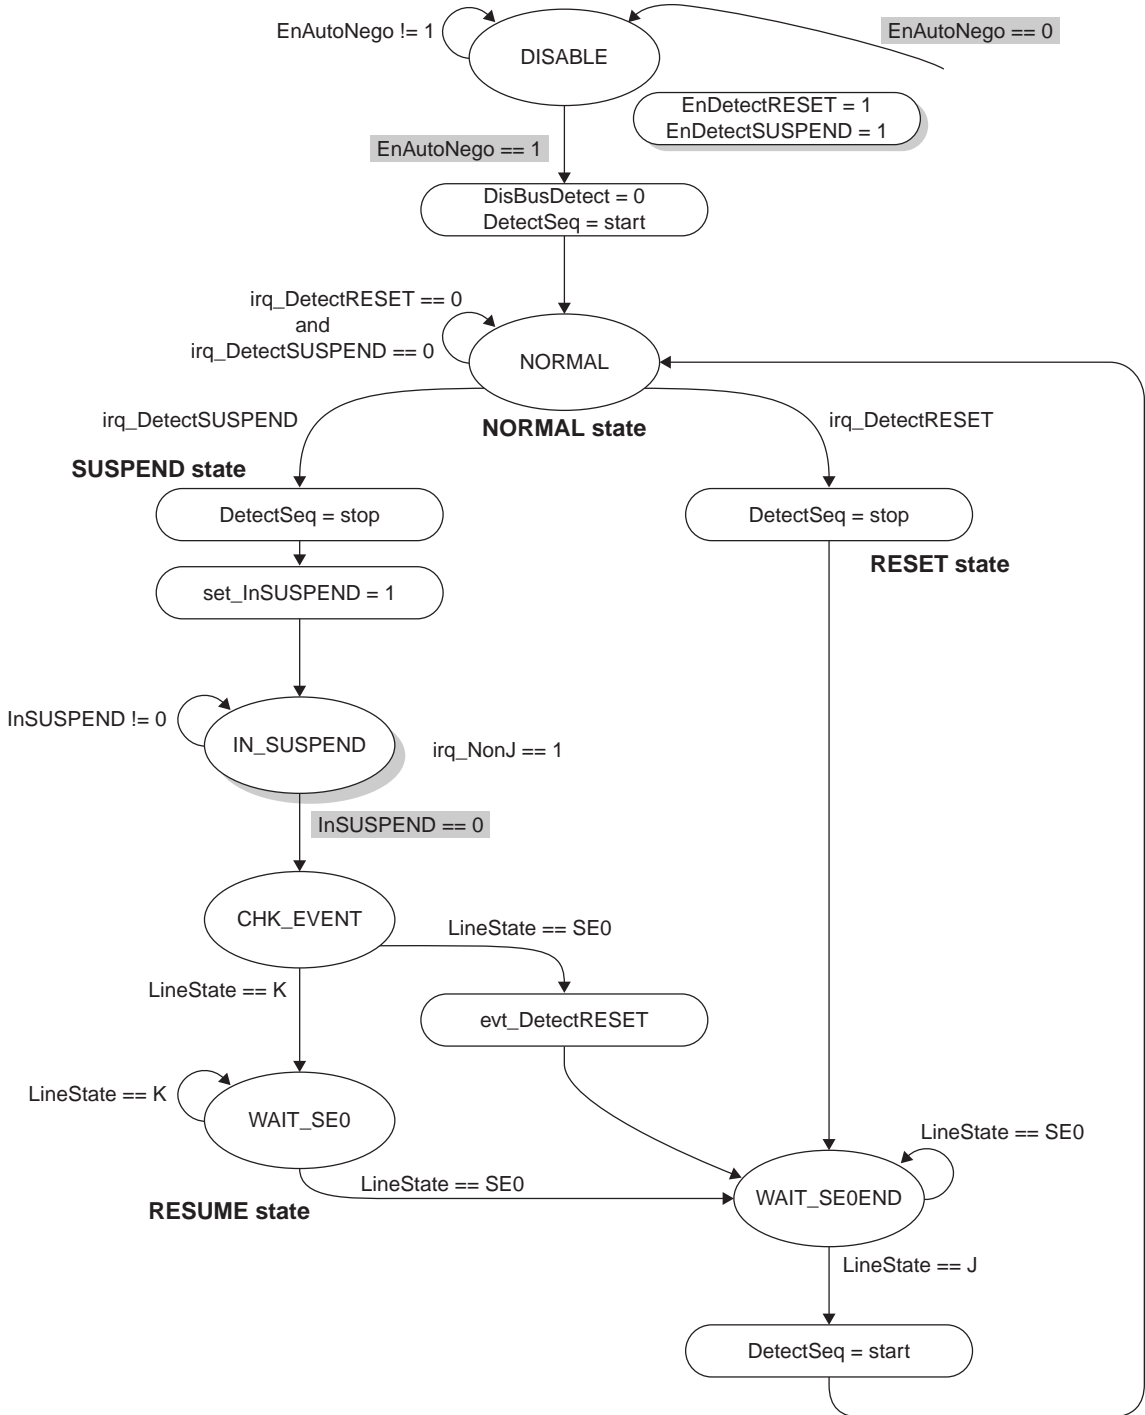 EnAutoNego != 1
EnAutoNego == 0
DISABLE
EnDetectRESET = 1
EnDetectSUSPEND = 1
EnAutoNego == 1
DisBusDetect = 0
DetectSeq = start
irq_DetectRESET == 0
and
irq_DetectSUSPEND == 0
NORMAL
irq_DetectSUSPEND
NORMAL state
irq_DetectRESET
SUSPEND state
DetectSeq = stop
DetectSeq = stop
RESET state
set_InSUSPEND = 1
InSUSPEND != 0
IN_SUSPEND
irq_NonJ == 1
InSUSPEND == 0
CHK_EVENT
LineState == SE0
LineState == K
evt_DetectRESET
LineState == K
WAIT_SE0
LineState == SE0
LineState == SE0
WAIT_SE0END
RESUME state
LineState == J
DetectSeq = start